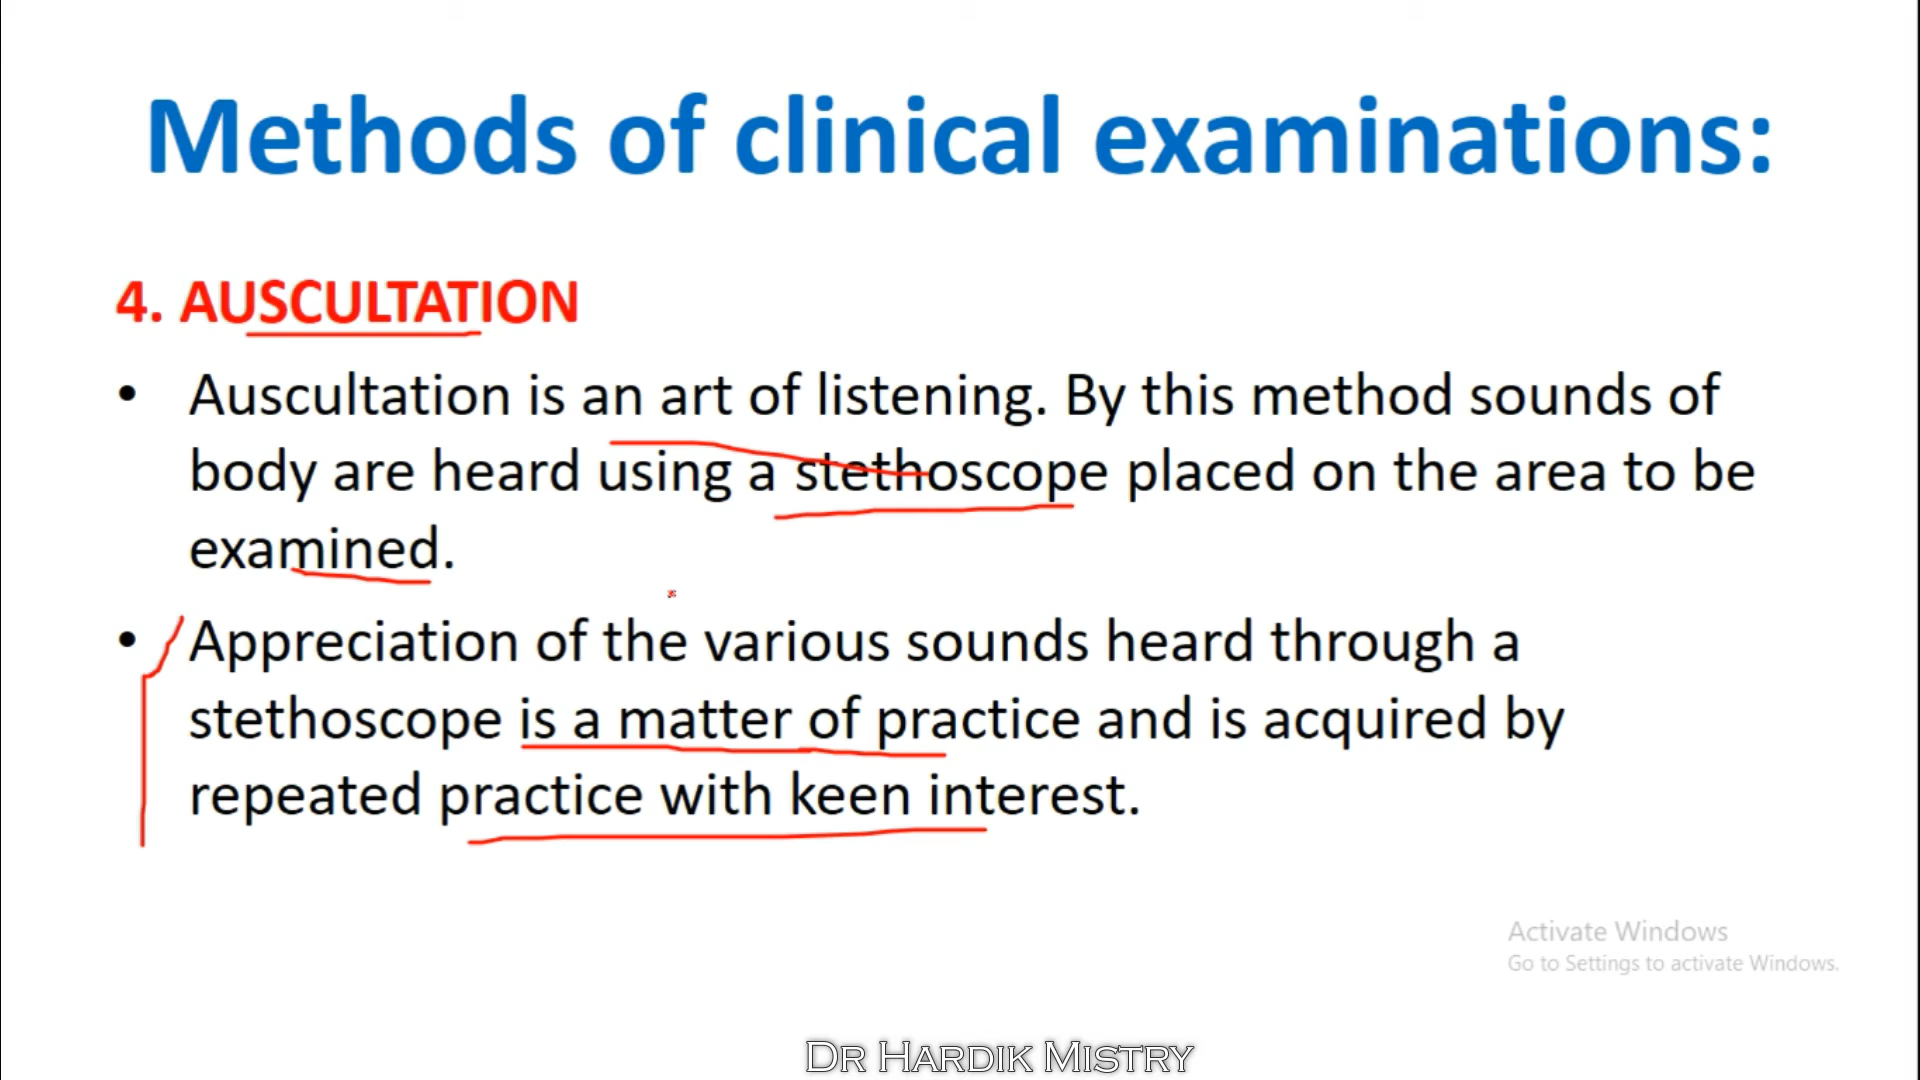 Methods of clinical examinations:
4. AUSCULTATION
• Auscultation is an art of listening. By this method sounds of
body are heard using a stethoscope placed on the area to be
examined.
• Appreciation of the various sounds heard through a
stethoscope is a matter of practice and is acquired by
repeated practice with keen interest.
Activate Windows
Go to Settings to activate Windows.
DR HARDIK MISTRY